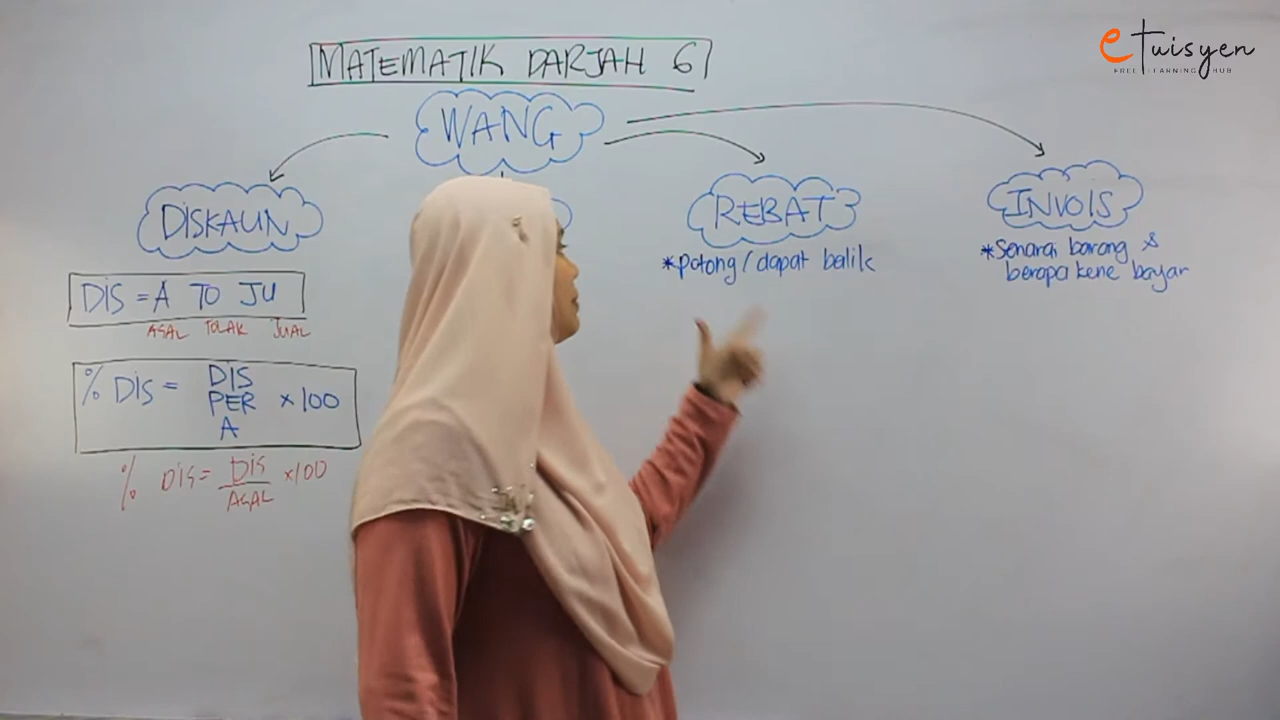 eTuisyen
FREE LEARNING HUB
MATEMATIK DARJAH 6
WANG
DISKAUN
DIS = A TO JU
ASAL TOLAK JUAL
% DIS = DIS PER A × 100
% DIS = DIS/ASAL × 100
REBAT
*potong / dapat balik
INVOIS
*Senarai barang &
berapa kene bayar